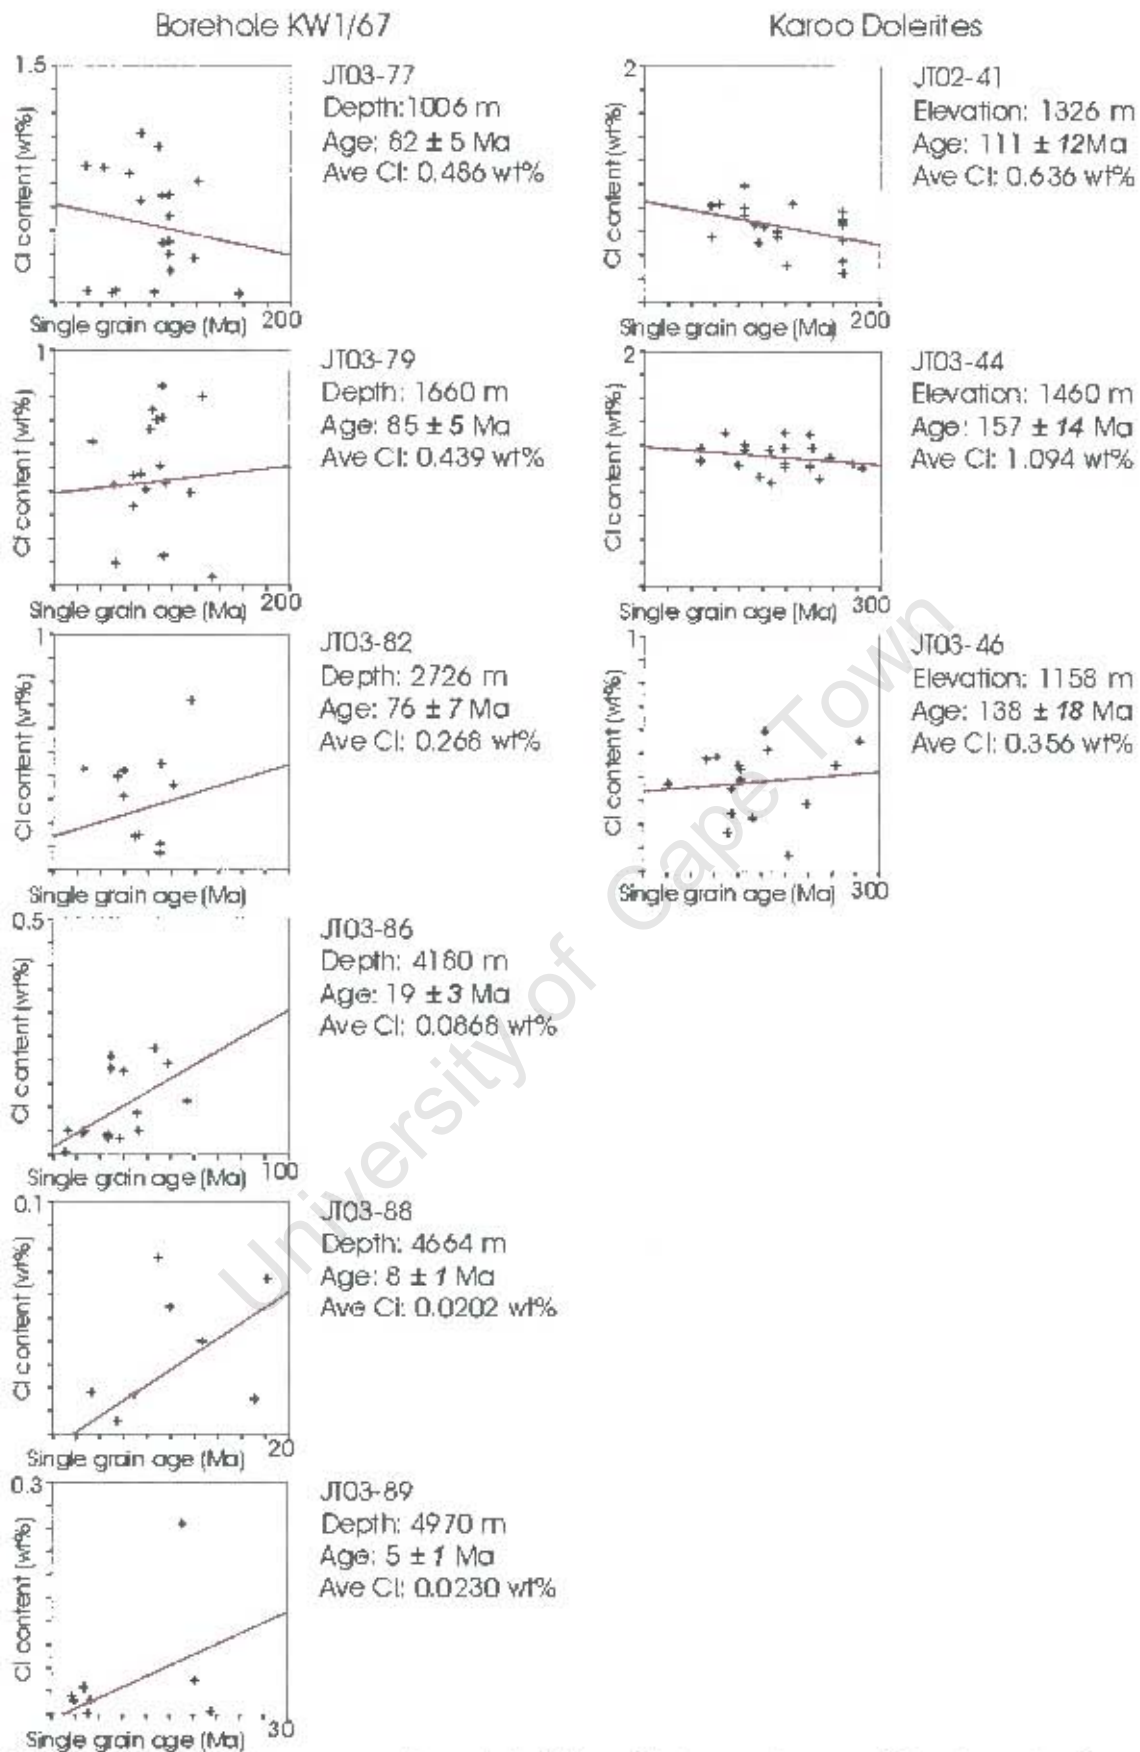 Borehole KW1/67
1.5
Cl content (wt%)
Single grain age (Ma)
200
JT03-77
Depth:1006 m
Age: 82 ± 5 Ma
Ave Cl: 0.486 wt%
1
Cl content (wt%)
Single grain age (Ma)
200
JT03-79
Depth: 1660 m
Age: 85 ± 5 Ma
Ave Cl: 0.439 wt%
1
Cl content (wt%)
Single grain age (Ma)
JT03-82
Depth: 2726 m
Age: 76 ± 7 Ma
Ave Cl: 0.268 wt%
0.5
Cl content (wt%)
Single grain age (Ma)
100
JT03-86
Depth: 4180 m
Age: 19 ± 3 Ma
Ave Cl: 0.0868 wt%
0.1
Cl content (wt%)
Single grain age (Ma)
20
JT03-88
Depth: 4664 m
Age: 8 ± 1 Ma
Ave Cl: 0.0202 wt%
0.3
Cl content (wt%)
Single grain age (Ma)
30
JT03-89
Depth: 4970 m
Age: 5 ± 1 Ma
Ave Cl: 0.0230 wt%
Karoo Dolerites
2
Cl content (wt%)
Single grain age (Ma)
200
JT02-41
Elevation: 1326 m
Age: 111 ± 12Ma
Ave Cl: 0.636 wt%
2
Cl content (wt%)
Single grain age (Ma)
300
JT03-44
Elevation: 1460 m
Age: 157 ± 14 Ma
Ave Cl: 1.094 wt%
1
Cl content (wt%)
Single grain age (Ma)
300
JT03-46
Elevation: 1158 m
Age: 138 ± 18 Ma
Ave Cl: 0.356 wt%
University of Cape Town